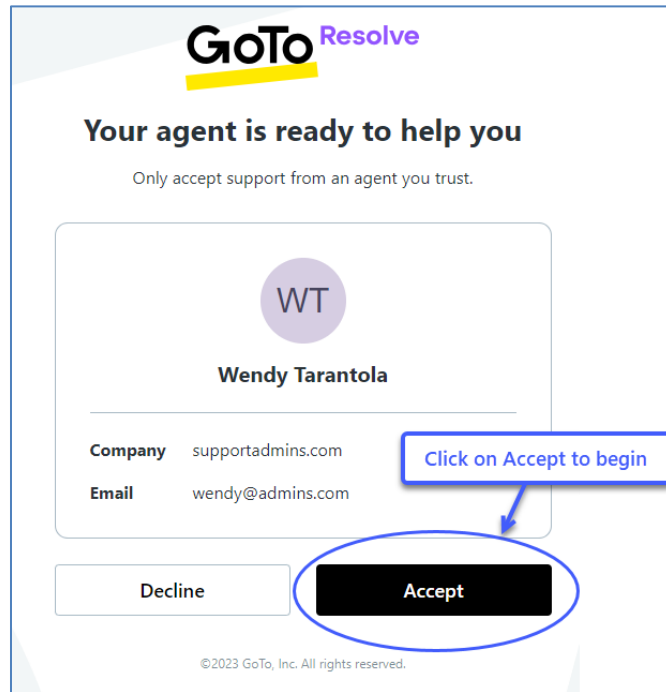 GoTo Resolve
Your agent is ready to help you
Only accept support from an agent you trust.
WT
Wendy Tarantola
Company supportadmins.com
Email wendy@admins.com
Click on Accept to begin
Decline Accept
©2023 GoTo, Inc. All rights reserved.